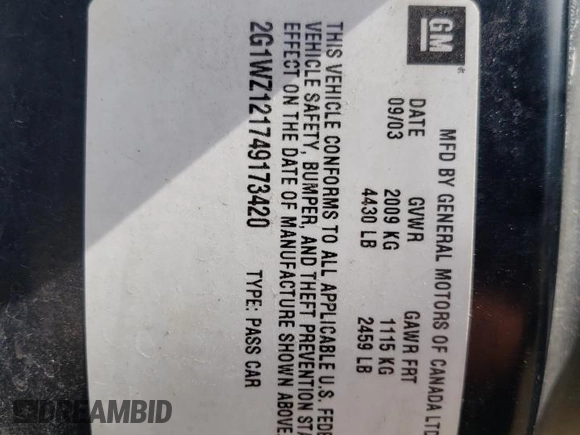 GM
MFD BY GENERAL MOTORS OF CANADA LTD
DATE GVWR GAWR FRT
09/03 2009 KG 1115 KG
4430 LB 2459 LB
THIS VEHICLE CONFORMS TO ALL APPLICABLE U.S. FEDE
VEHICLE SAFETY, BUMPER, AND THEFT PREVENTION STA
EFFECT ON THE DATE OF MANUFACTURE SHOWN ABOVE.
2G1WZ121749173420 TYPE: PASS CAR
DREAMBID